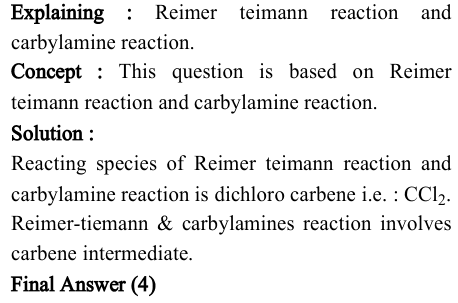 Explaining : Reimer teimann reaction and
carbylamine reaction.
Concept : This question is based on Reimer
teimann reaction and carbylamine reaction.
Solution :
Reacting species of Reimer teimann reaction and
carbylamine reaction is dichloro carbene i.e. : CCl₂.
Reimer-tiemann & carbylamines reaction involves
carbene intermediate.
Final Answer (4)